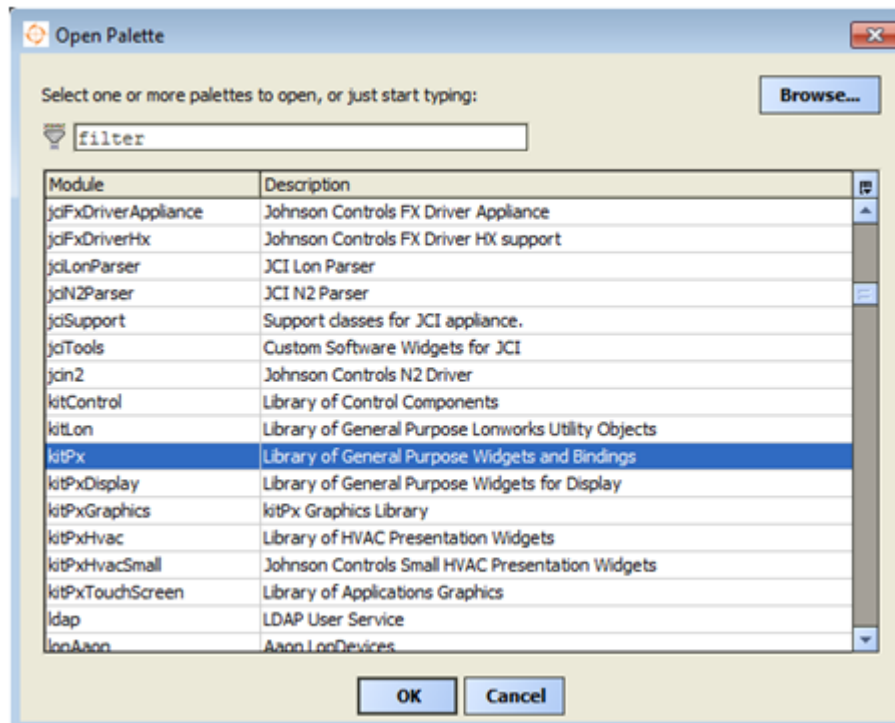 Open Palette
Select one or more palettes to open, or just start typing:
Browse...
filter
Module Description
jciFxDriverAppliance Johnson Controls FX Driver Appliance
jciFxDriverHx Johnson Controls FX Driver HX support
jciLonParser JCI Lon Parser
jciN2Parser JCI N2 Parser
jciSupport Support classes for JCI appliance.
jciTools Custom Software Widgets for JCI
jcin2 Johnson Controls N2 Driver
kitControl Library of Control Components
kitLon Library of General Purpose Lonworks Utility Objects
kitPx Library of General Purpose Widgets and Bindings
kitPxDisplay Library of General Purpose Widgets for Display
kitPxGraphics kitPx Graphics Library
kitPxHvac Library of HVAC Presentation Widgets
kitPxHvacSmall Johnson Controls Small HVAC Presentation Widgets
kitPxTouchScreen Library of Applications Graphics
ldap LDAP User Service
lonAaon Aaon LonDevices
OK Cancel